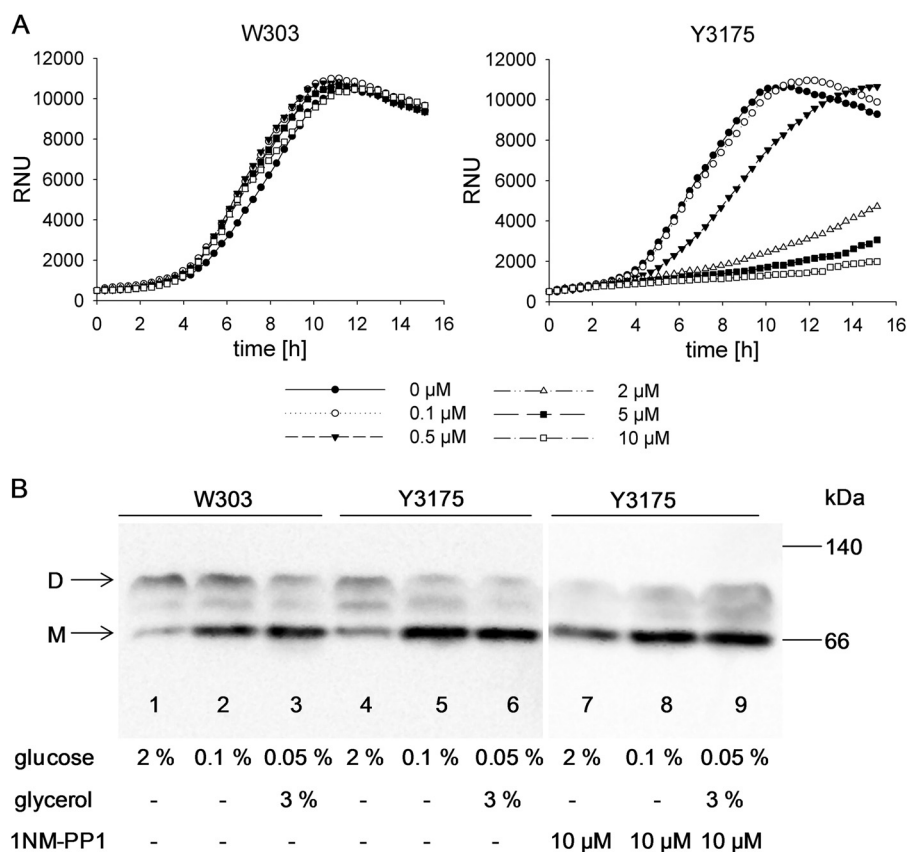 A
W303 Y3175
12000 12000
10000 10000
8000 8000
RNU RNU
6000 6000
4000 4000
2000 2000
0 0
0 2 4 6 8 10 12 14 16 0 2 4 6 8 10 12 14 16
time [h] time [h]
0 µM 2 µM
0.1 µM 5 µM
0.5 µM 10 µM
B
W303 Y3175 Y3175 kDa
D 140
M 66
1 2 3 4 5 6 7 8 9
glucose 2 % 0.1 % 0.05 % 2 % 0.1 % 0.05 % 2 % 0.1 % 0.05 %
glycerol - - 3 % - - 3 % - - 3 %
1NM-PP1 - - - - - - 10 µM 10 µM 10 µM